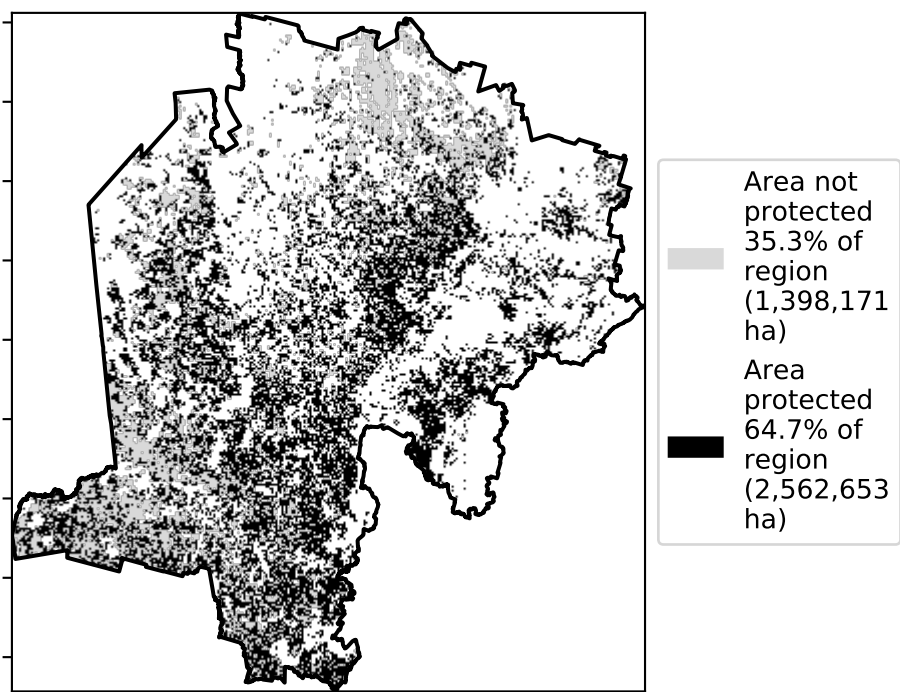 Area not
protected
35.3% of
region
(1,398,171
ha)
Area
protected
64.7% of
region
(2,562,653
ha)